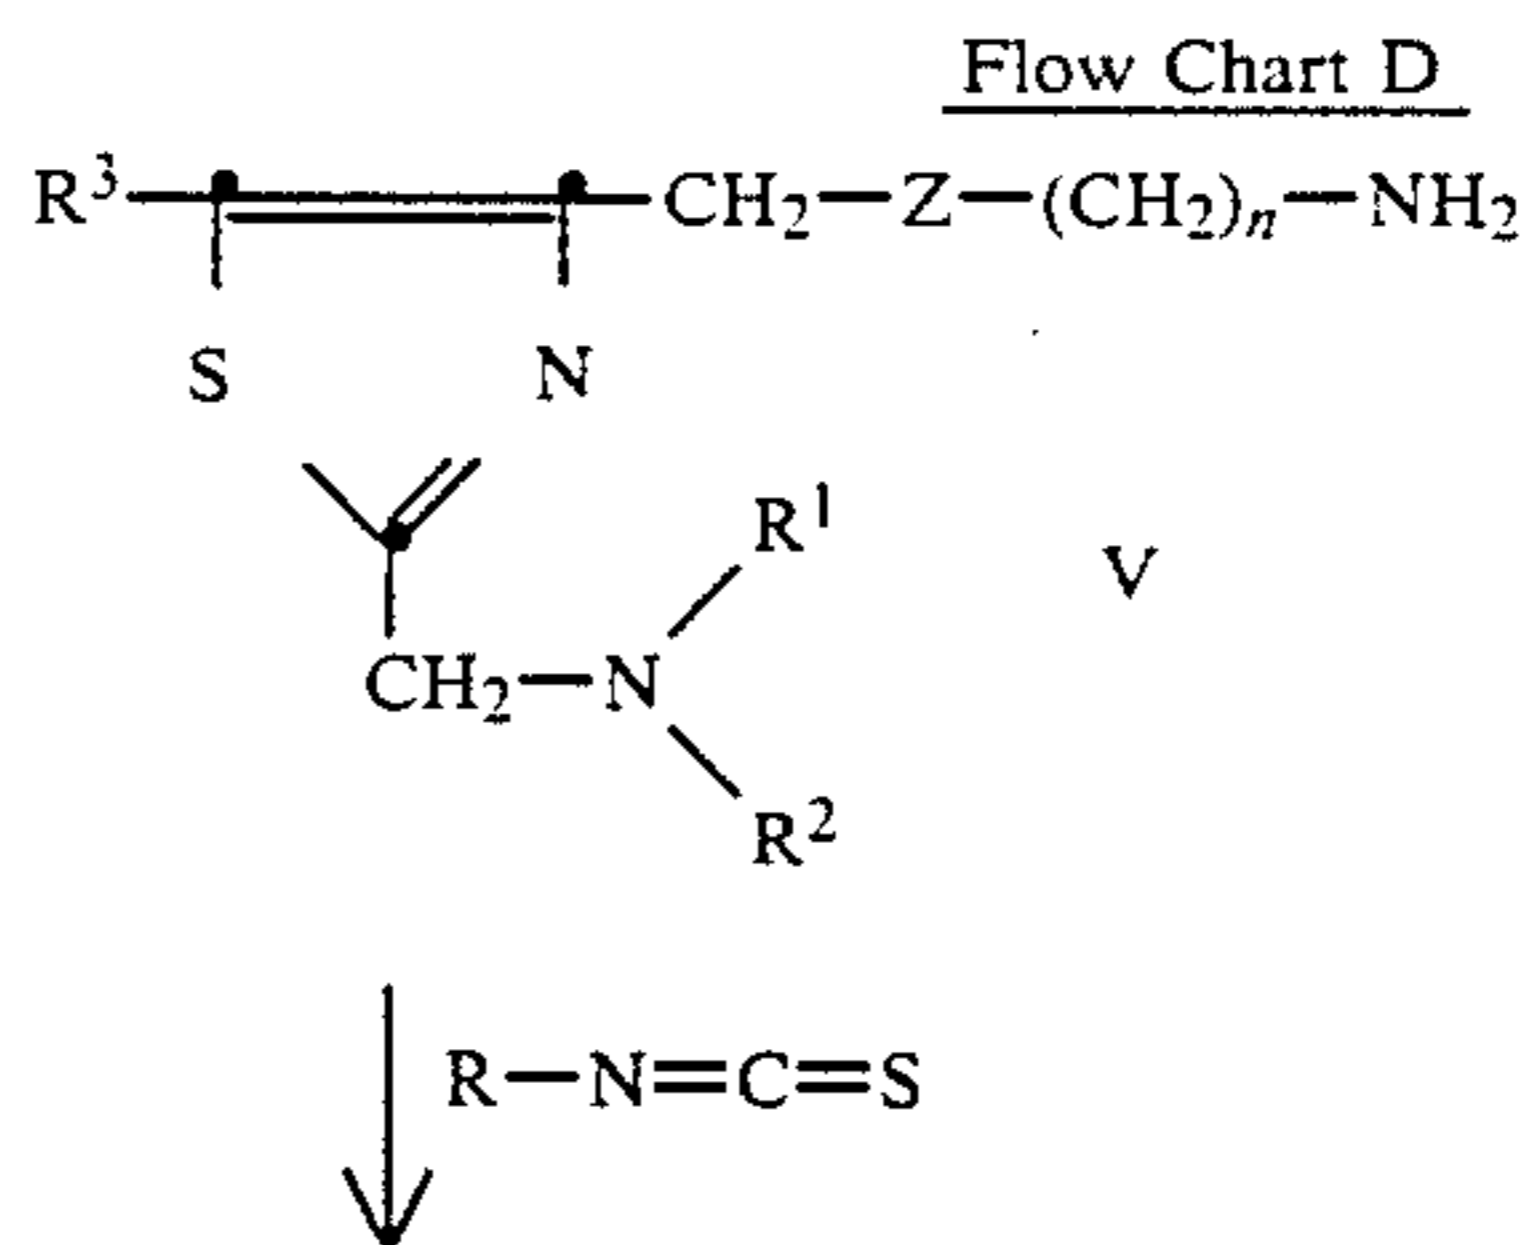 Flow Chart D
R³—CH₂—Z—(CH₂)ₙ—NH₂
S N
R¹
V
CH₂—N
R²
R—N=C=S